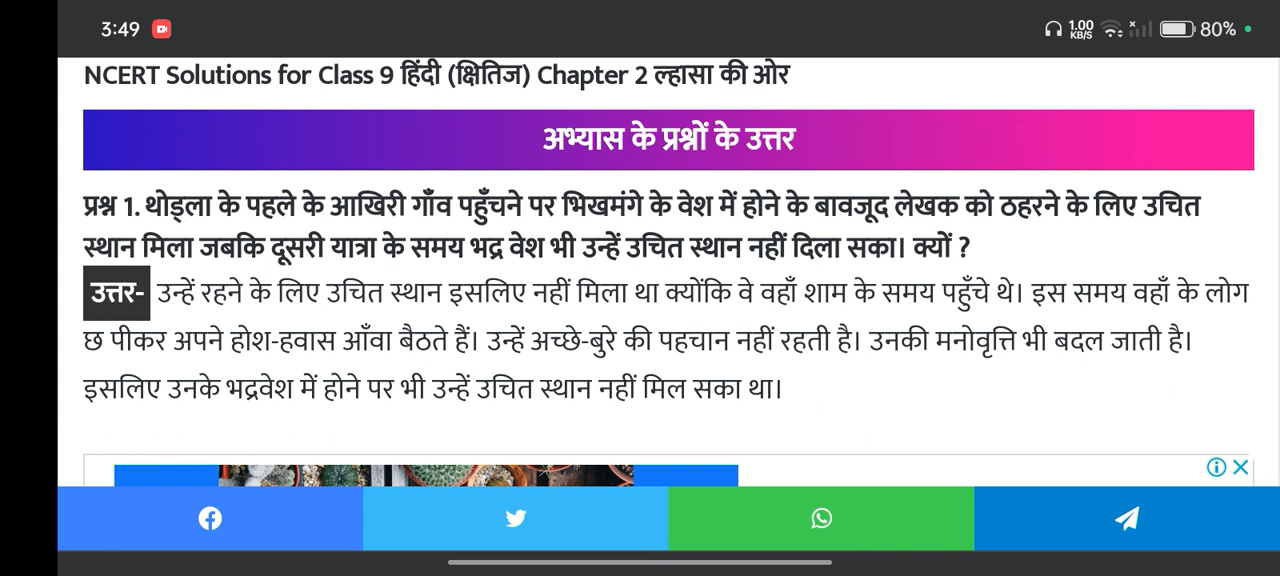 3:49
1.00 KB/S
80%
NCERT Solutions for Class 9 हिंदी (क्षितिज) Chapter 2 ल्हासा की ओर
अभ्यास के प्रश्नों के उत्तर
प्रश्न 1. थोड्ला के पहले के आखिरी गाँव पहुँचने पर भिखमंगे के वेश में होने के बावजूद लेखक को ठहरने के लिए उचित
स्थान मिला जबकि दूसरी यात्रा के समय भद्र वेश भी उन्हें उचित स्थान नहीं दिला सका। क्यों ?
उत्तर- उन्हें रहने के लिए उचित स्थान इसलिए नहीं मिला था क्योंकि वे वहाँ शाम के समय पहुँचे थे। इस समय वहाँ के लोग
छ पीकर अपने होश-हवास आँवा बैठते हैं। उन्हें अच्छे-बुरे की पहचान नहीं रहती है। उनकी मनोवृत्ति भी बदल जाती है।
इसलिए उनके भद्रवेश में होने पर भी उन्हें उचित स्थान नहीं मिल सका था।